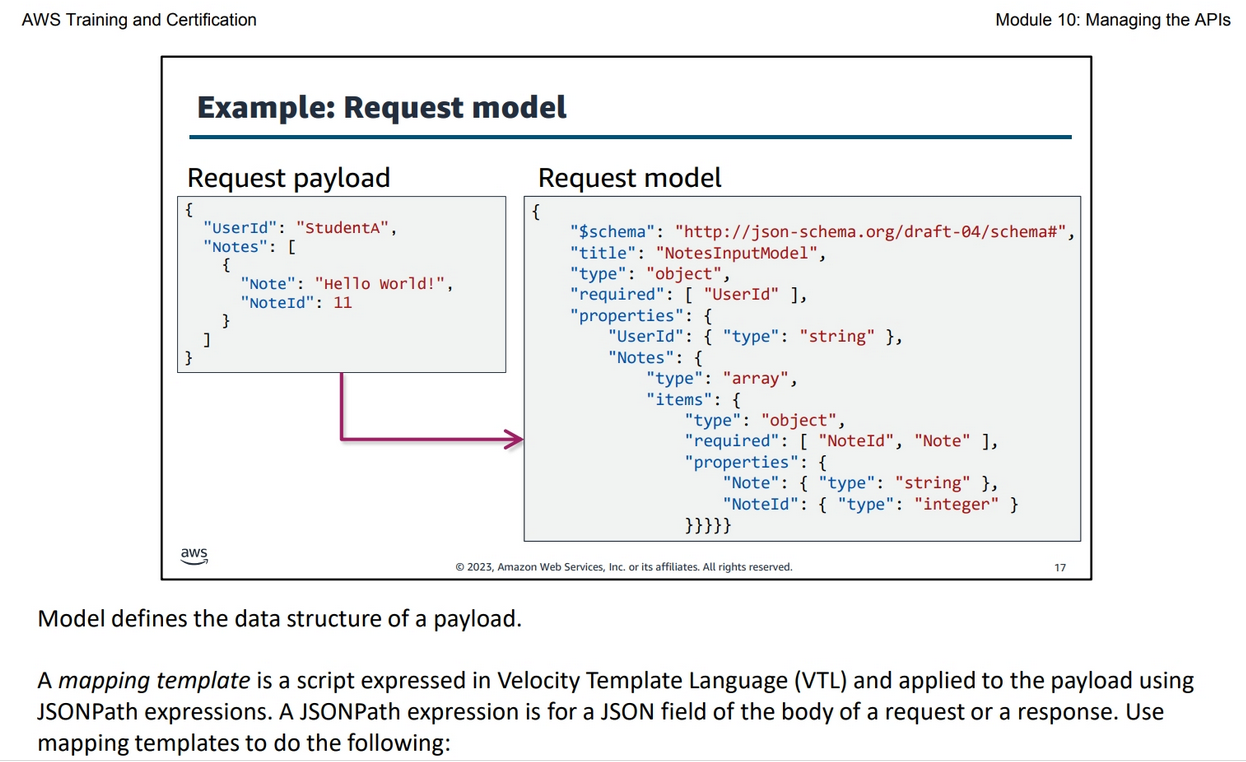 AWS Training and Certification
Module 10: Managing the APIs
Example: Request model
Request payload
{
"UserId": "StudentA",
"Notes": [
{
"Note": "Hello World!",
"NoteId": 11
}
]
}
Request model
{
"$schema": "http://json-schema.org/draft-04/schema#",
"title": "NotesInputModel",
"type": "object",
"required": [ "UserId" ],
"properties": {
"UserId": { "type": "string" },
"Notes": {
"type": "array",
"items": {
"type": "object",
"required": [ "NoteId", "Note" ],
"properties": {
"Note": { "type": "string" },
"NoteId": { "type": "integer" }
}}}}}
aws
© 2023, Amazon Web Services, Inc. or its affiliates. All rights reserved.
17
Model defines the data structure of a payload.
A mapping template is a script expressed in Velocity Template Language (VTL) and applied to the payload using
JSONPath expressions. A JSONPath expression is for a JSON field of the body of a request or a response. Use
mapping templates to do the following: